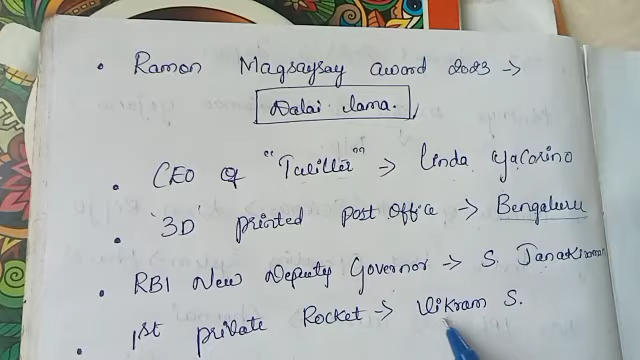 • Ramon Magsaysay award 2023 →
Dalai lama.
• CEO of "Twitter" → linda Yacarino
• '3D' printed post office → Bengaluru
• RBI New Deputy Governor → S. Janakiraman
• 1st private Rocket → Vikram S.